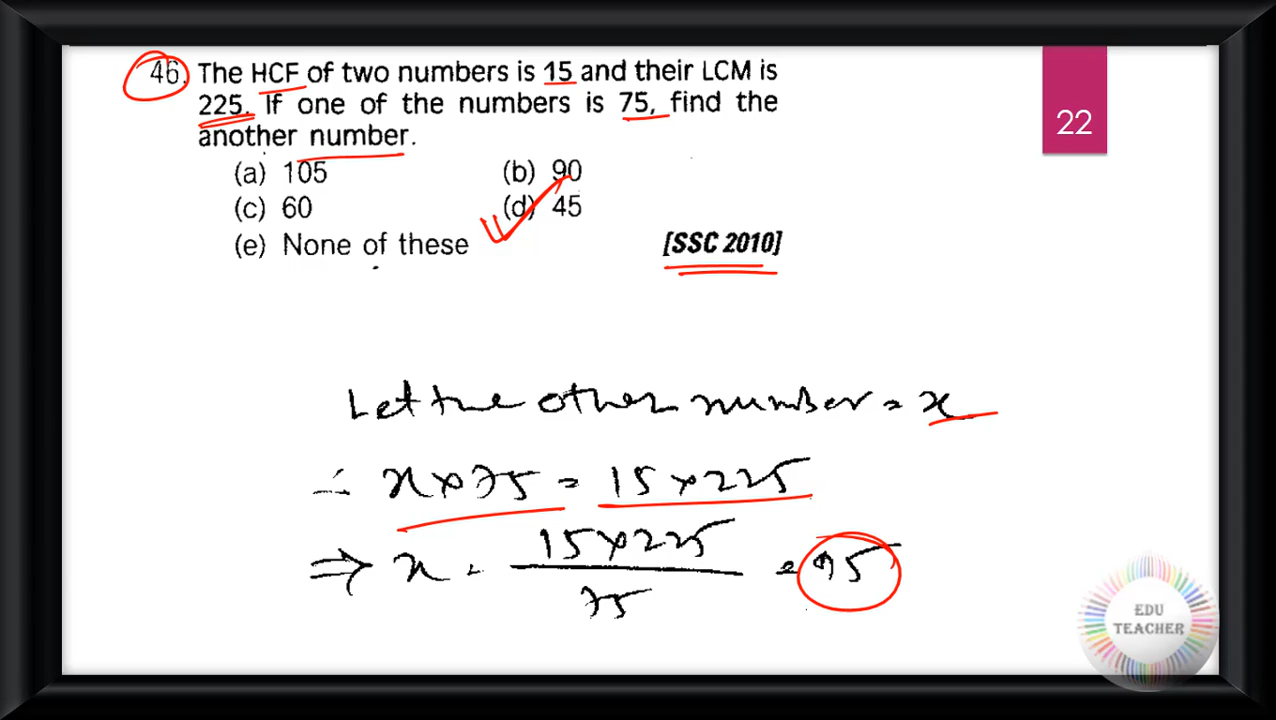 46. The HCF of two numbers is 15 and their LCM is
225. If one of the numbers is 75, find the
another number.
(a) 105 (b) 90
(c) 60 (d) 45
(e) None of these [SSC 2010]
22
Let the other number = x
∴ x × 75 = 15 × 225
⇒ x = 15 × 225 / 75 = 45
EDU
TEACHER